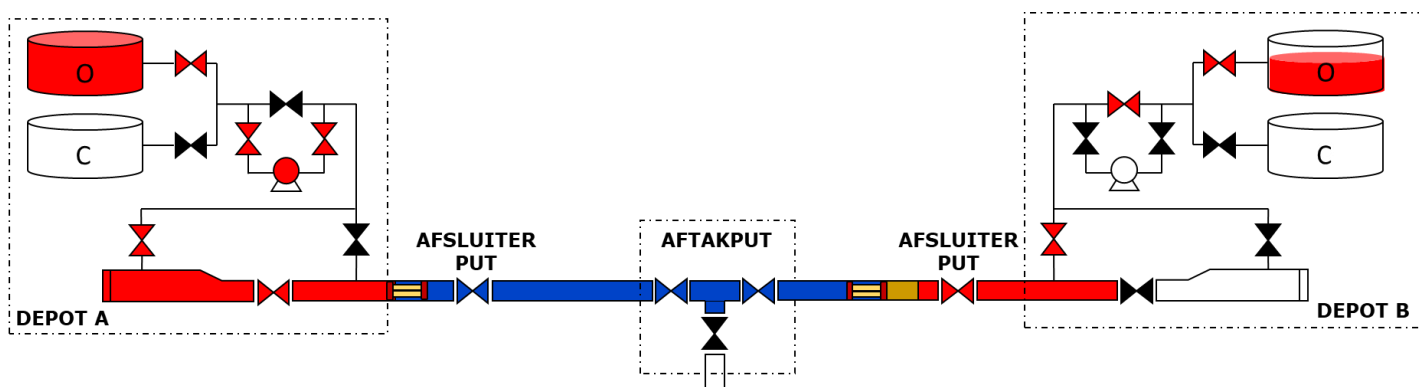 O
C
DEPOT A
AFSLUITER
PUT
AFTAKPUT
AFSLUITER
PUT
O
C
DEPOT B